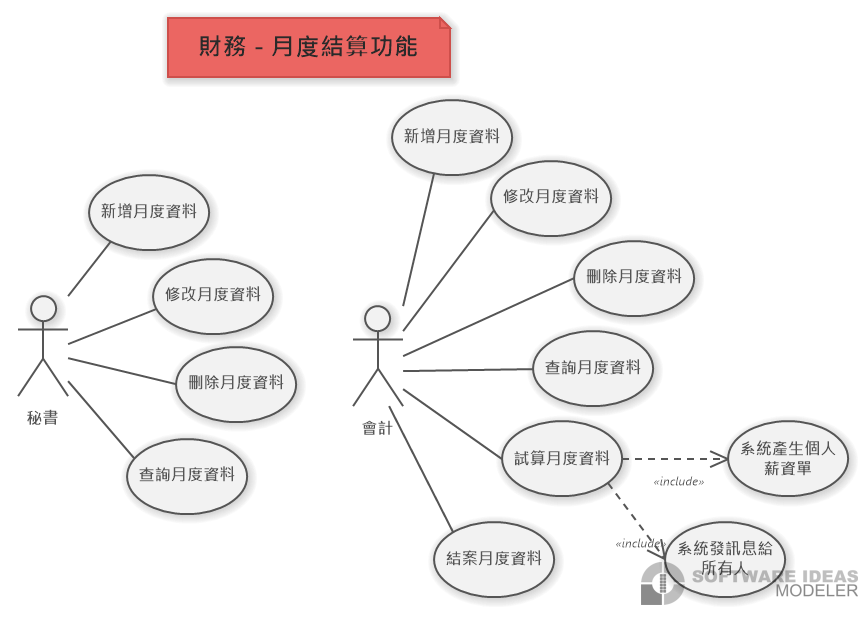 財務 - 月度結算功能
新增月度資料
修改月度資料
刪除月度資料
查詢月度資料
秘書
新增月度資料
修改月度資料
刪除月度資料
查詢月度資料
試算月度資料
結案月度資料
會計
«include»
系統產生個人
薪資單
«include»
系統發訊息給
所有人
SOFTWARE IDEAS
MODELER